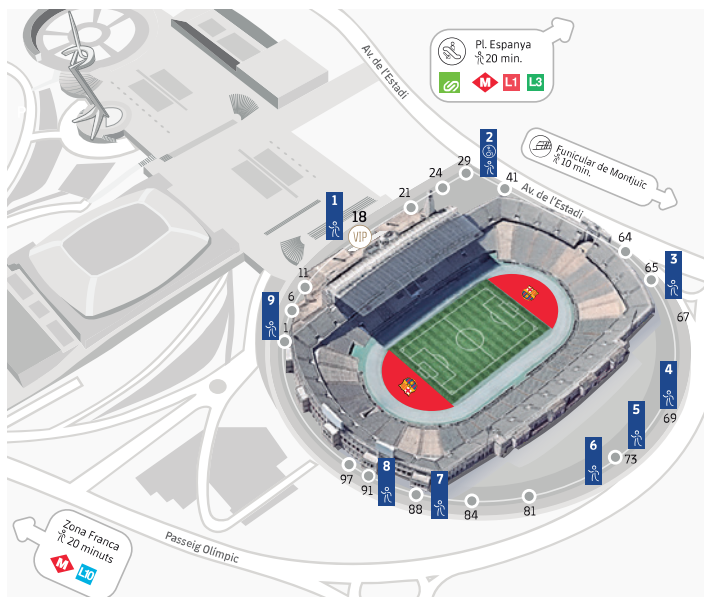 Pl. Espanya
20 min.
M L1 L3
Av. de l'Estadi
Funicular de Montjuïc
10 min.
Av. de l'Estadi
2
29
24
41
21
1
18
VIP
64
65
3
67
11
6
9
1
4
69
5
6
73
97
91
8
88
7
84
81
Zona Franca
20 minuts
M L10
Passeig Olímpic